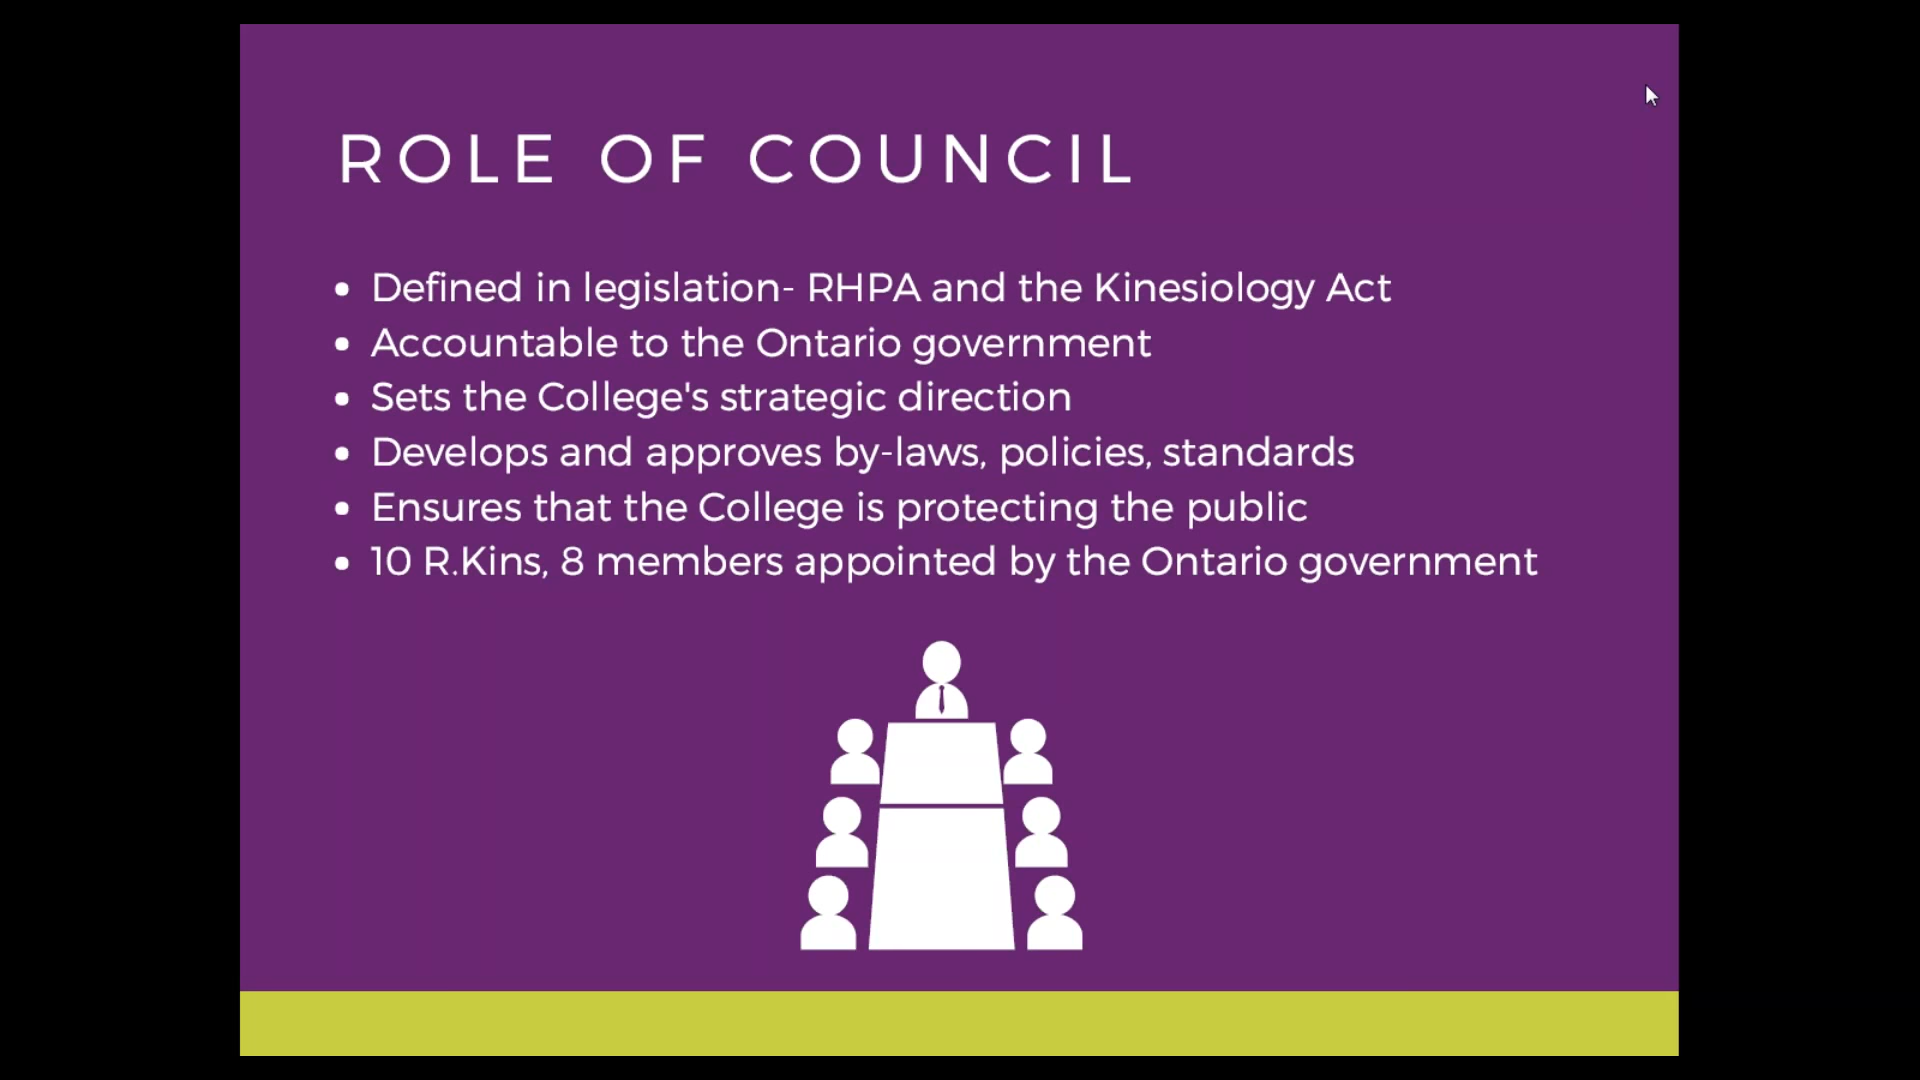 ROLE OF COUNCIL
• Defined in legislation- RHPA and the Kinesiology Act
• Accountable to the Ontario government
• Sets the College's strategic direction
• Develops and approves by-laws, policies, standards
• Ensures that the College is protecting the public
• 10 R.Kins, 8 members appointed by the Ontario government